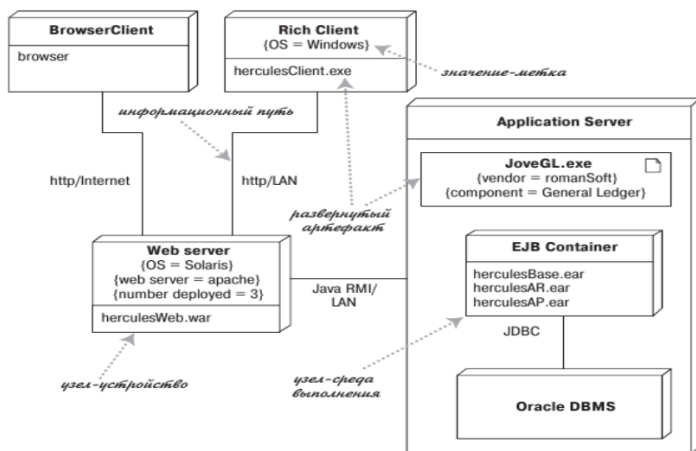 BrowserClient
browser
Rich Client
{OS = Windows}
herculesClient.exe
значение-метка
информационный путь
Application Server
JoveGL.exe
{vendor = romanSoft}
{component = General Ledger}
http/Internet
http/LAN
развернутый
артефакт
Web server
{OS = Solaris}
{web server = apache}
{number deployed = 3}
herculesWeb.war
Java RMI/
LAN
EJB Container
herculesBase.ear
herculesAR.ear
herculesAP.ear
JDBC
узел-устройство
узел-среда
выполнения
Oracle DBMS